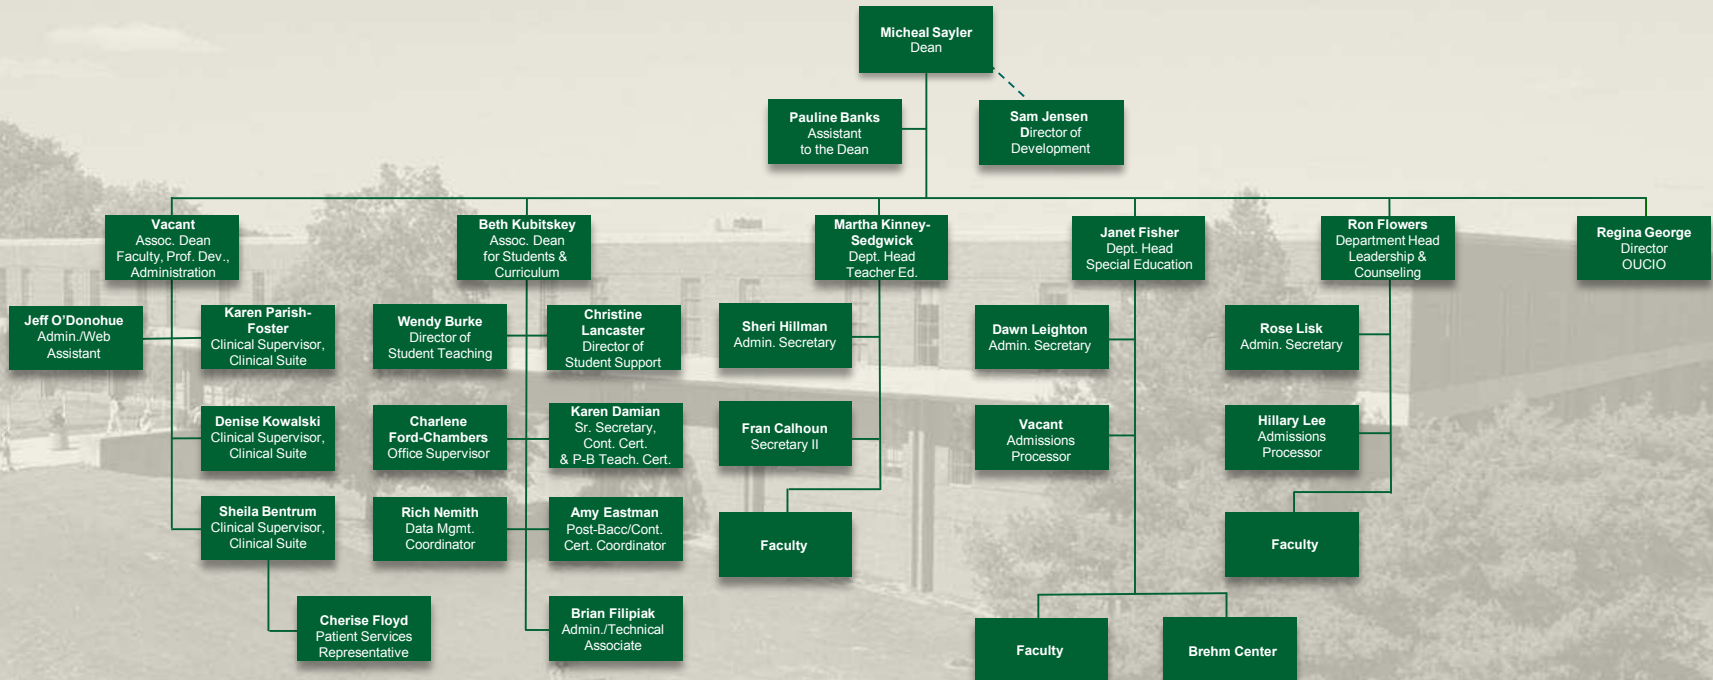 Micheal Sayler
Dean
Pauline Banks
Assistant
to the Dean
Sam Jensen
Director of
Development
Vacant
Assoc. Dean
Faculty, Prof. Dev.,
Administration
Beth Kubitskey
Assoc. Dean
for Students &
Curriculum
Martha Kinney-
Sedgwick
Dept. Head
Teacher Ed.
Janet Fisher
Dept. Head
Special Education
Ron Flowers
Department Head
Leadership &
Counseling
Regina George
Director
OUCIO
Jeff O’Donohue
Admin./Web
Assistant
Karen Parish-
Foster
Clinical Supervisor,
Clinical Suite
Wendy Burke
Director of
Student Teaching
Christine
Lancaster
Director of
Student Support
Sheri Hillman
Admin. Secretary
Dawn Leighton
Admin. Secretary
Rose Lisk
Admin. Secretary
Denise Kowalski
Clinical Supervisor,
Clinical Suite
Charlene
Ford-Chambers
Office Supervisor
Karen Damian
Sr. Secretary,
Cont. Cert.
& P-B Teach. Cert.
Fran Calhoun
Secretary II
Vacant
Admissions
Processor
Hillary Lee
Admissions
Processor
Sheila Bentrum
Clinical Supervisor,
Clinical Suite
Rich Nemith
Data Mgmt.
Coordinator
Amy Eastman
Post-Bacc/Cont.
Cert. Coordinator
Faculty
Faculty
Cherise Floyd
Patient Services
Representative
Brian Filipiak
Admin./Technical
Associate
Faculty
Brehm Center